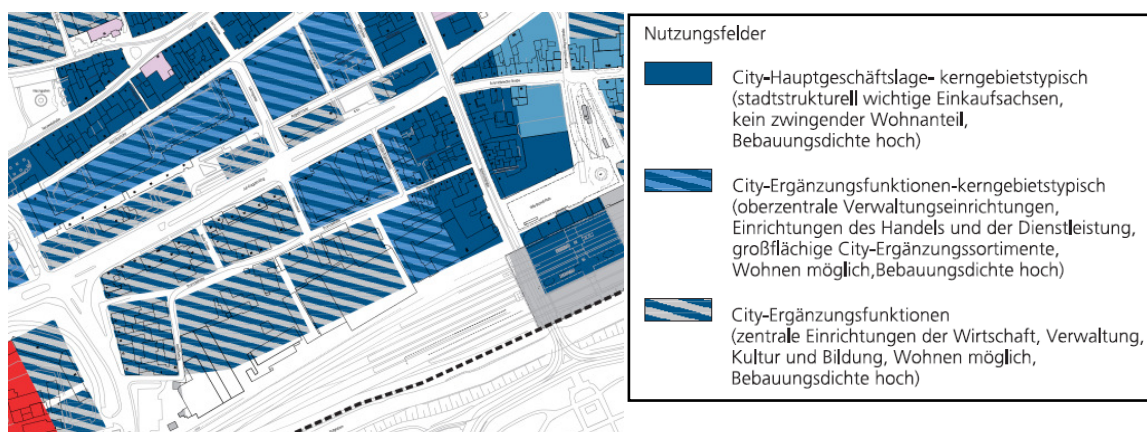 Nutzungsfelder
City-Hauptgeschäftslage- kerngebietstypisch
(stadtstrukturell wichtige Einkaufsachsen,
kein zwingender Wohnanteil,
Bebauungsdichte hoch)
City-Ergänzungsfunktionen-kerngebietstypisch
(oberzentrale Verwaltungseinrichtungen,
Einrichtungen des Handels und der Dienstleistung,
großflächige City-Ergänzungssortimente,
Wohnen möglich,Bebauungsdichte hoch)
City-Ergänzungsfunktionen
(zentrale Einrichtungen der Wirtschaft, Verwaltung,
Kultur und Bildung, Wohnen möglich,
Bebauungsdichte hoch)